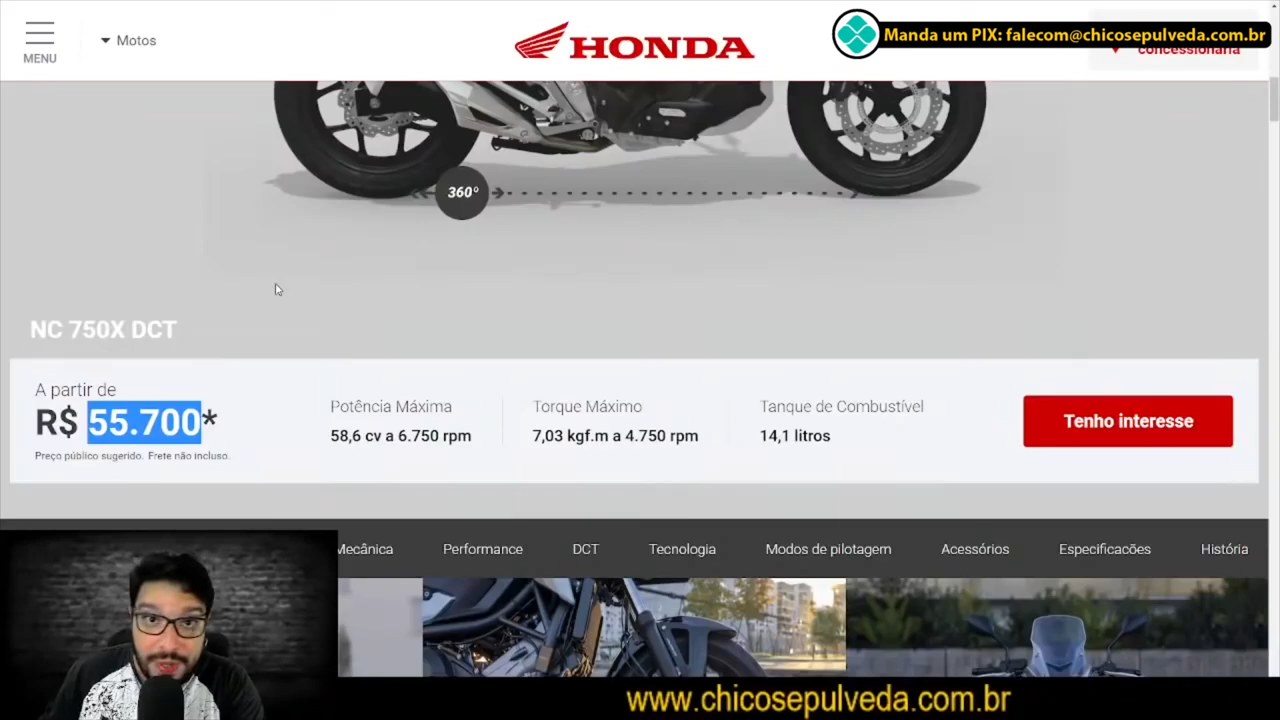 MENU
Motos
HONDA
Manda um PIX: falecom@chicosepulveda.com.br
concessionária
360°
NC 750X DCT
A partir de
R$ 55.700*
Preço público sugerido. Frete não incluso.
Potência Máxima
58,6 cv a 6.750 rpm
Torque Máximo
7,03 kgf.m a 4.750 rpm
Tanque de Combustível
14,1 litros
Tenho interesse
Mecânica
Performance
DCT
Tecnologia
Modos de pilotagem
Acessórios
Especificacões
História
www.chicosepulveda.com.br